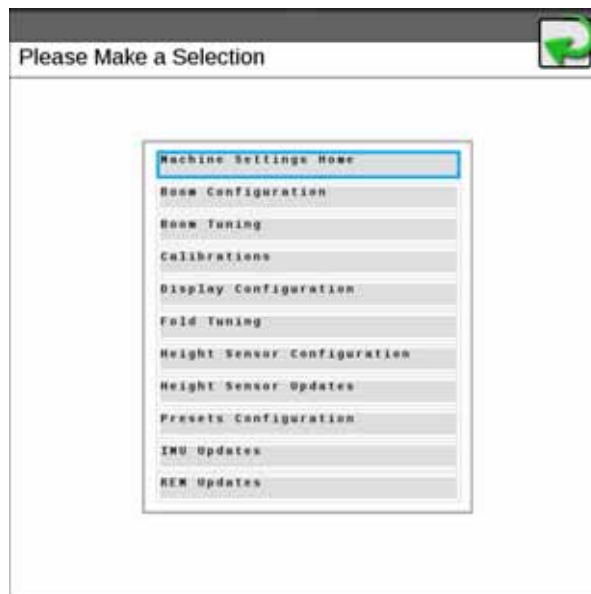 Please Make a Selection
Machine Settings Home
Boom Configuration
Boom Tuning
Calibrations
Display Configuration
Fold Tuning
Height Sensor Configuration
Height Sensor Updates
Presets Configuration
IMU Updates
REM Updates